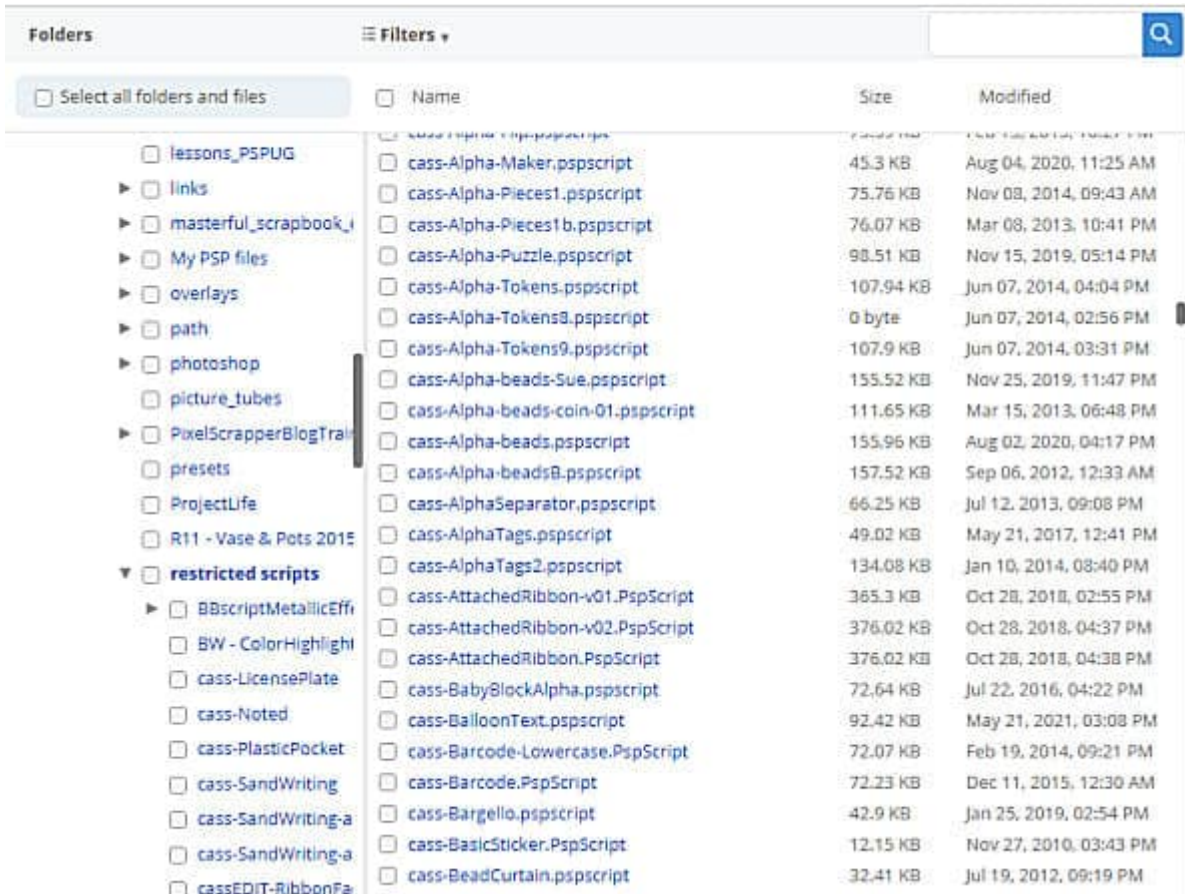 Folders Filters
Select all folders and files Name Size Modified
lessons_PSPUG
links
masterful_scrapbook_
My PSP files
overlays
path
photoshop
picture_tubes
PixelScrapperBlogTrai
presets
ProjectLife
R11 - Vase & Pots 2015
restricted scripts
BBscriptMetallicEff
BW - ColorHighlight
cass-LicensePlate
cass-Noted
cass-PlasticPocket
cass-SandWriting
cass-SandWriting-a
cass-SandWriting-a
cassEDIT-RibbonFa
cass-Alpha-Maker.pspscript 45.3 KB Aug 04, 2020, 11:25 AM
cass-Alpha-Pieces1.pspscript 75.76 KB Nov 08, 2014, 09:43 AM
cass-Alpha-Pieces1b.pspscript 76.07 KB Mar 08, 2013, 10:41 PM
cass-Alpha-Puzzle.pspscript 98.51 KB Nov 15, 2019, 05:14 PM
cass-Alpha-Tokens.pspscript 107.94 KB Jun 07, 2014, 04:04 PM
cass-Alpha-Tokens8.pspscript 0 byte Jun 07, 2014, 02:56 PM
cass-Alpha-Tokens9.pspscript 107.9 KB Jun 07, 2014, 03:31 PM
cass-Alpha-beads-Sue.pspscript 155.52 KB Nov 25, 2019, 11:47 PM
cass-Alpha-beads-coin-01.pspscript 111.65 KB Mar 15, 2013, 06:48 PM
cass-Alpha-beads.pspscript 155.96 KB Aug 02, 2020, 04:17 PM
cass-Alpha-beadsB.pspscript 157.52 KB Sep 06, 2012, 12:33 AM
cass-AlphaSeparator.pspscript 66.25 KB Jul 12, 2013, 09:08 PM
cass-AlphaTags.pspscript 49.02 KB May 21, 2017, 12:41 PM
cass-AlphaTags2.pspscript 134.08 KB Jan 10, 2014, 08:40 PM
cass-AttachedRibbon-v01.PspScript 365.3 KB Oct 28, 2018, 02:55 PM
cass-AttachedRibbon-v02.PspScript 376.02 KB Oct 28, 2018, 04:37 PM
cass-AttachedRibbon.PspScript 376.02 KB Oct 28, 2018, 04:38 PM
cass-BabyBlockAlpha.pspscript 72.64 KB Jul 22, 2016, 04:22 PM
cass-BalloonText.pspscript 92.42 KB May 21, 2021, 03:08 PM
cass-Barcode-Lowercase.PspScript 72.07 KB Feb 19, 2014, 09:21 PM
cass-Barcode.PspScript 72.23 KB Dec 11, 2015, 12:30 AM
cass-Bargello.pspscript 42.9 KB Jan 25, 2019, 02:54 PM
cass-BasicSticker.PspScript 12.15 KB Nov 27, 2010, 03:43 PM
cass-BeadCurtain.pspscript 32.41 KB Jul 19, 2012, 09:19 PM